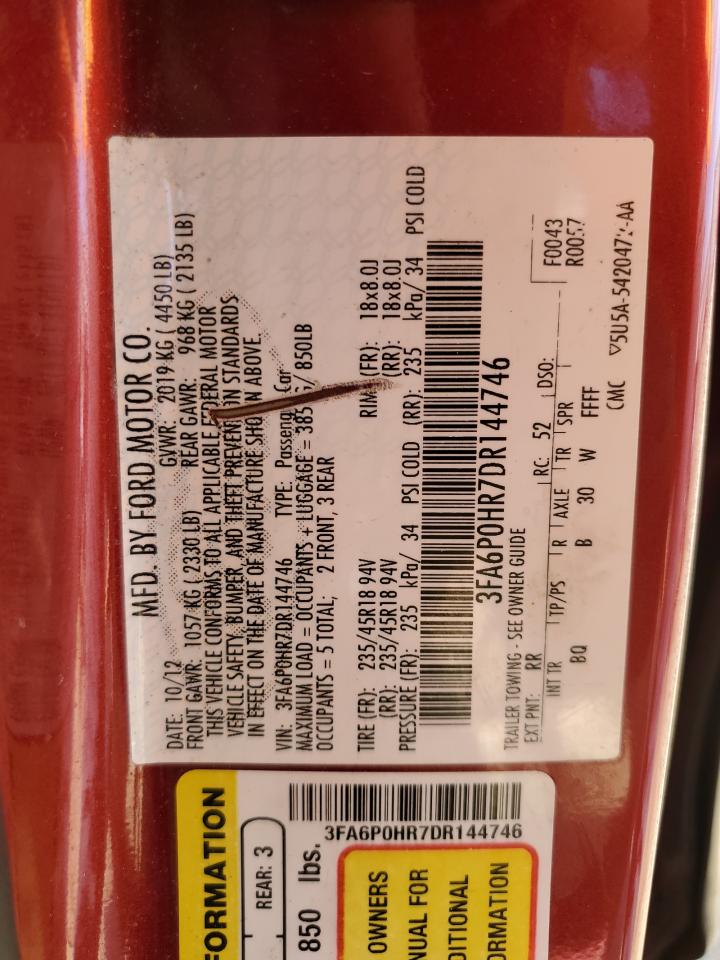 MFD. BY FORD MOTOR CO.
DATE: 10/12 GVWR: 2019 KG ( 4450 LB)
FRONT GAWR: 1057 KG ( 2330 LB) REAR GAWR: 968 KG ( 2135 LB)
THIS VEHICLE CONFORMS TO ALL APPLICABLE FEDERAL MOTOR
VEHICLE SAFETY, BUMPER, AND THEFT PREVENTION STANDARDS
IN EFFECT ON THE DATE OF MANUFACTURE SHOWN ABOVE.
VIN: 3FA6P0HR7DR144746 TYPE: Passenger Car
MAXIMUM LOAD = OCCUPANTS + LUGGAGE = 385 / 850LB
OCCUPANTS = 5 TOTAL; 2 FRONT, 3 REAR
TIRE (FR): 235/45R18 94V RIM (FR): 18x8.0J
(RR): 235/45R18 94V (RR): 18x8.0J
PRESSURE (FR): 235 kPa/ 34 PSI COLD (RR): 235 kPa/ 34 PSI COLD
3FA6P0HR7DR144746
TRAILER TOWING - SEE OWNER GUIDE
EXT PNT: RR RC: 52 DSO: F0043
R0057
INT TR TP/PS R AXLE TR SPR
BQ B 30 W FFFF
CMC
3FA6P0HR7DR144746
FORMATION
REAR: 3
850 lbs.
OWNERS
NUAL FOR
DITIONAL
ORMATION